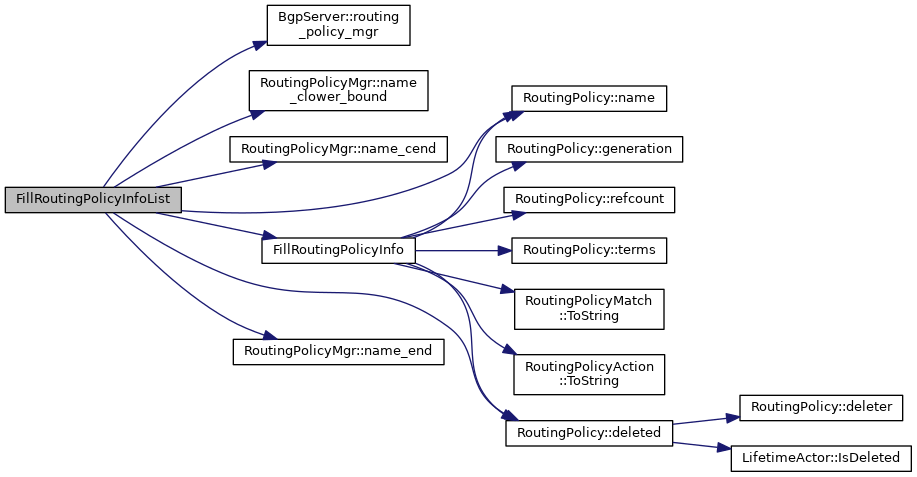 FillRoutingPolicyInfoList
BgpServer::routing
_policy_mgr
RoutingPolicyMgr::name
_clower_bound
RoutingPolicyMgr::name_cend
FillRoutingPolicyInfo
RoutingPolicyMgr::name_end
RoutingPolicy::name
RoutingPolicy::generation
RoutingPolicy::refcount
RoutingPolicy::terms
RoutingPolicyMatch
::ToString
RoutingPolicyAction
::ToString
RoutingPolicy::deleted
RoutingPolicy::deleter
LifetimeActor::IsDeleted